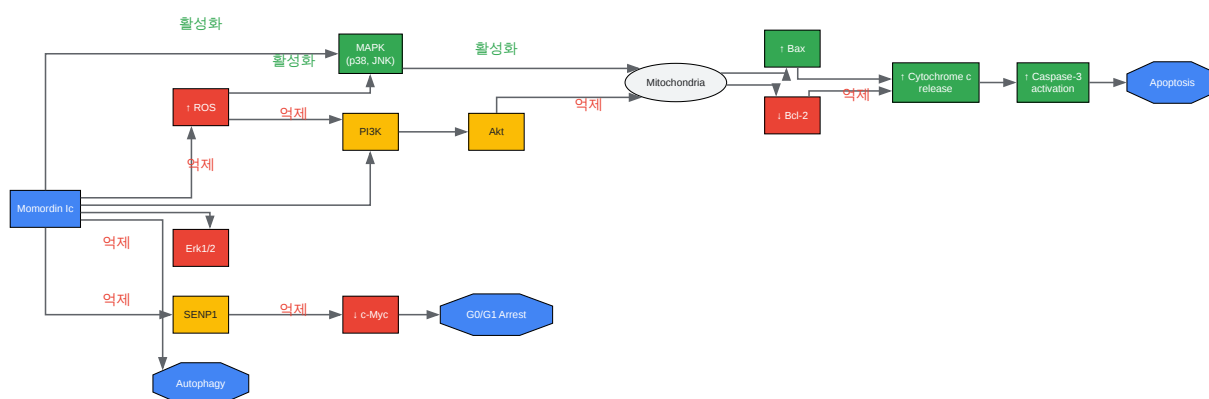 활성화
MAPK
(p38, JNK)
활성화
활성화
↑ Bax
Mitochondria
↑ Cytochrome c
release
↑ Caspase-3
activation
Apoptosis
↑ ROS
억제
PI3K
Akt
억제
↓ Bcl-2
억제
억제
Momordin Ic
Erk1/2
억제
억제
SENP1
억제
↓ c-Myc
G0/G1 Arrest
Autophagy